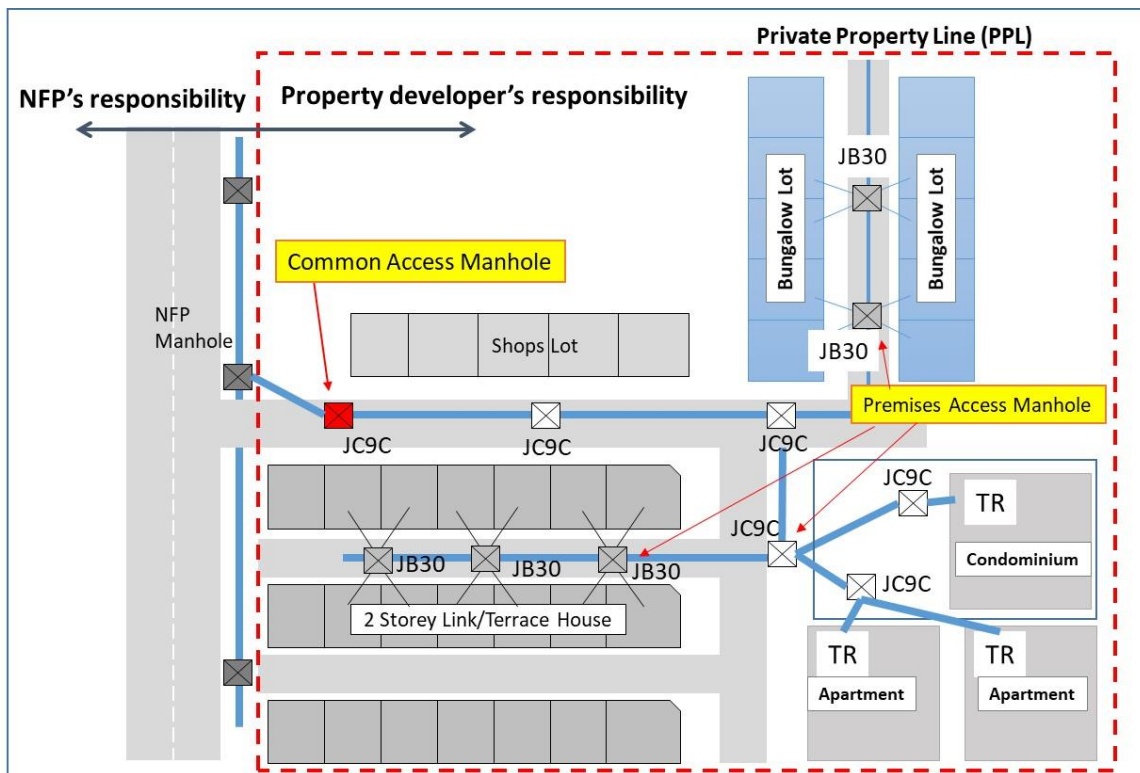 Private Property Line (PPL)
NFP's responsibility
Property developer's responsibility
JB30
Bungalow Lot
Bungalow Lot
Common Access Manhole
NFP
Manhole
Shops Lot
JB30
Premises Access Manhole
JC9C
JC9C
JC9C
JC9C
TR
JC9C
JB30
JB30
JB30
Condominium
JC9C
2 Storey Link/Terrace House
TR
TR
Apartment
Apartment